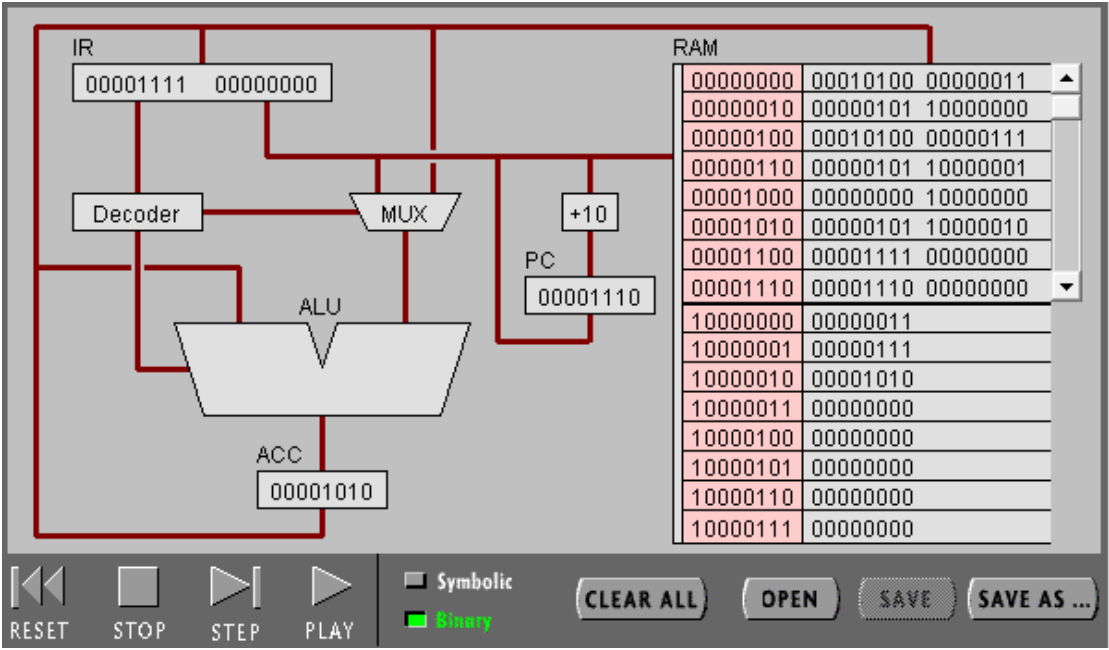 IR
00001111 00000000
RAM
00000000 00010100 00000011
00000010 00000101 10000000
00000100 00010100 00000111
00000110 00000101 10000001
00001000 00000000 10000000
00001010 00000101 10000010
00001100 00001111 00000000
00001110 00001110 00000000
10000000 00000011
10000001 00000111
10000010 00001010
10000011 00000000
10000100 00000000
10000101 00000000
10000110 00000000
10000111 00000000
Decoder
MUX
+10
PC
00001110
ALU
ACC
00001010
RESET
STOP
STEP
PLAY
Symbolic
Binary
CLEAR ALL
OPEN
SAVE
SAVE AS ...